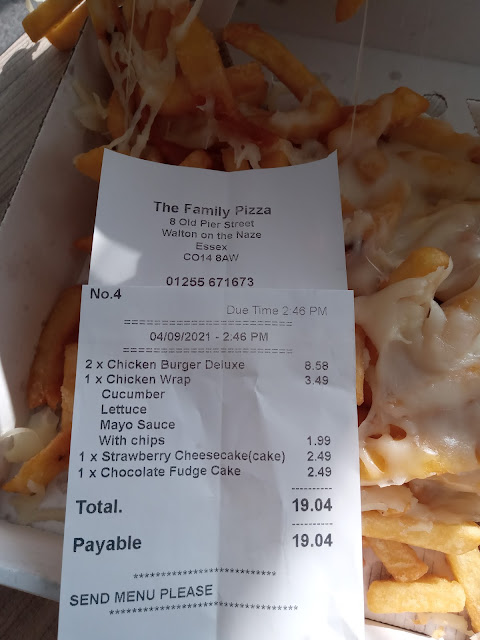 The Family Pizza
8 Old Pier Street
Walton on the Naze
Essex
CO14 8AW
01255 671673
No.4
Due Time 2:46 PM
========================
04/09/2021 - 2:46 PM
========================
2 x Chicken Burger Deluxe 8.58
1 x Chicken Wrap 3.49
Cucumber
Lettuce
Mayo Sauce
With chips 1.99
1 x Strawberry Cheesecake(cake) 2.49
1 x Chocolate Fudge Cake 2.49
----------
Total. 19.04
----------
Payable 19.04
**************************
SEND MENU PLEASE
**********************************